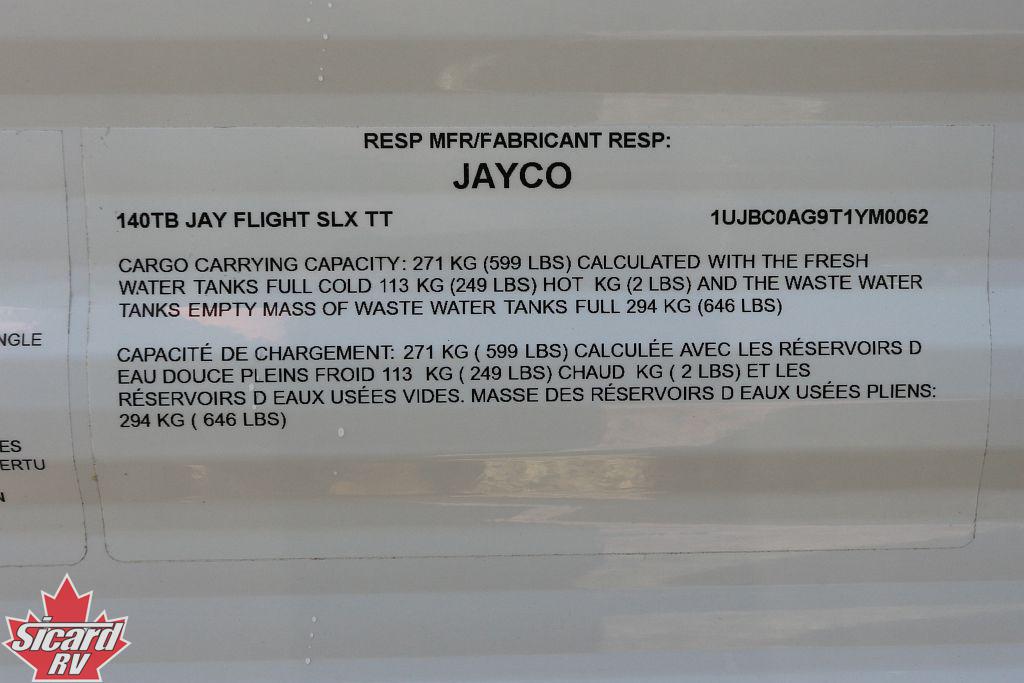 RESP MFR/FABRICANT RESP:
JAYCO
140TB JAY FLIGHT SLX TT 1UJBC0AG9T1YM0062
CARGO CARRYING CAPACITY: 271 KG (599 LBS) CALCULATED WITH THE FRESH
WATER TANKS FULL COLD 113 KG (249 LBS) HOT KG (2 LBS) AND THE WASTE WATER
TANKS EMPTY MASS OF WASTE WATER TANKS FULL 294 KG (646 LBS)
CAPACITÉ DE CHARGEMENT: 271 KG ( 599 LBS) CALCULÉE AVEC LES RÉSERVOIRS D
EAU DOUCE PLEINS FROID 113 KG ( 249 LBS) CHAUD KG ( 2 LBS) ET LES
RÉSERVOIRS D EAUX USÉES VIDES. MASSE DES RÉSERVOIRS D EAUX USÉES PLIENS:
294 KG ( 646 LBS)
NGLE
ES
ERTU
N
Sicard
RV